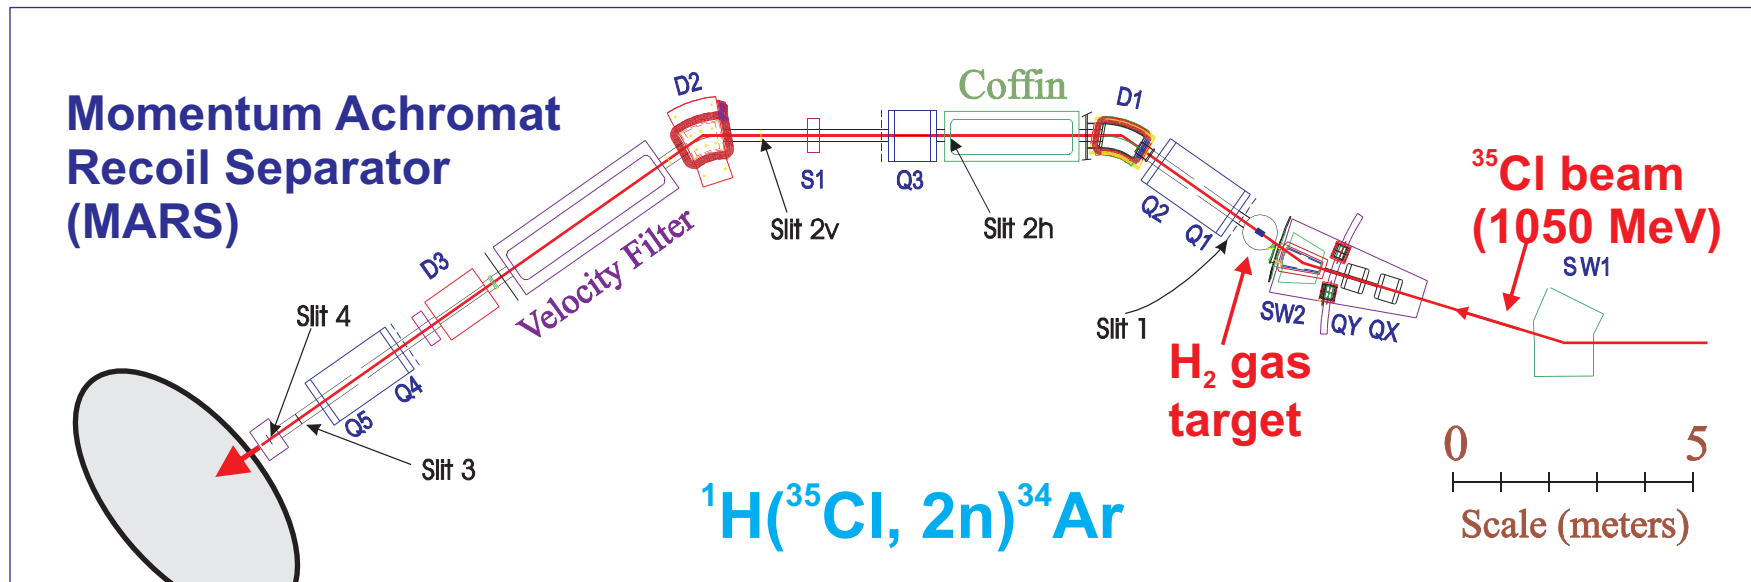 Momentum Achromat
Recoil Separator
(MARS)
D2
Coffin
D1
S1
Q3
Slit 2v
Slit 2h
Q2
Q1
Slit 1
³⁵Cl beam
(1050 MeV)
SW1
SW2
QY
QX
H₂ gas
target
Velocity Filter
D3
Slit 4
Q4
Q5
Slit 3
¹H(³⁵Cl, 2n)³⁴Ar
0 5
Scale (meters)